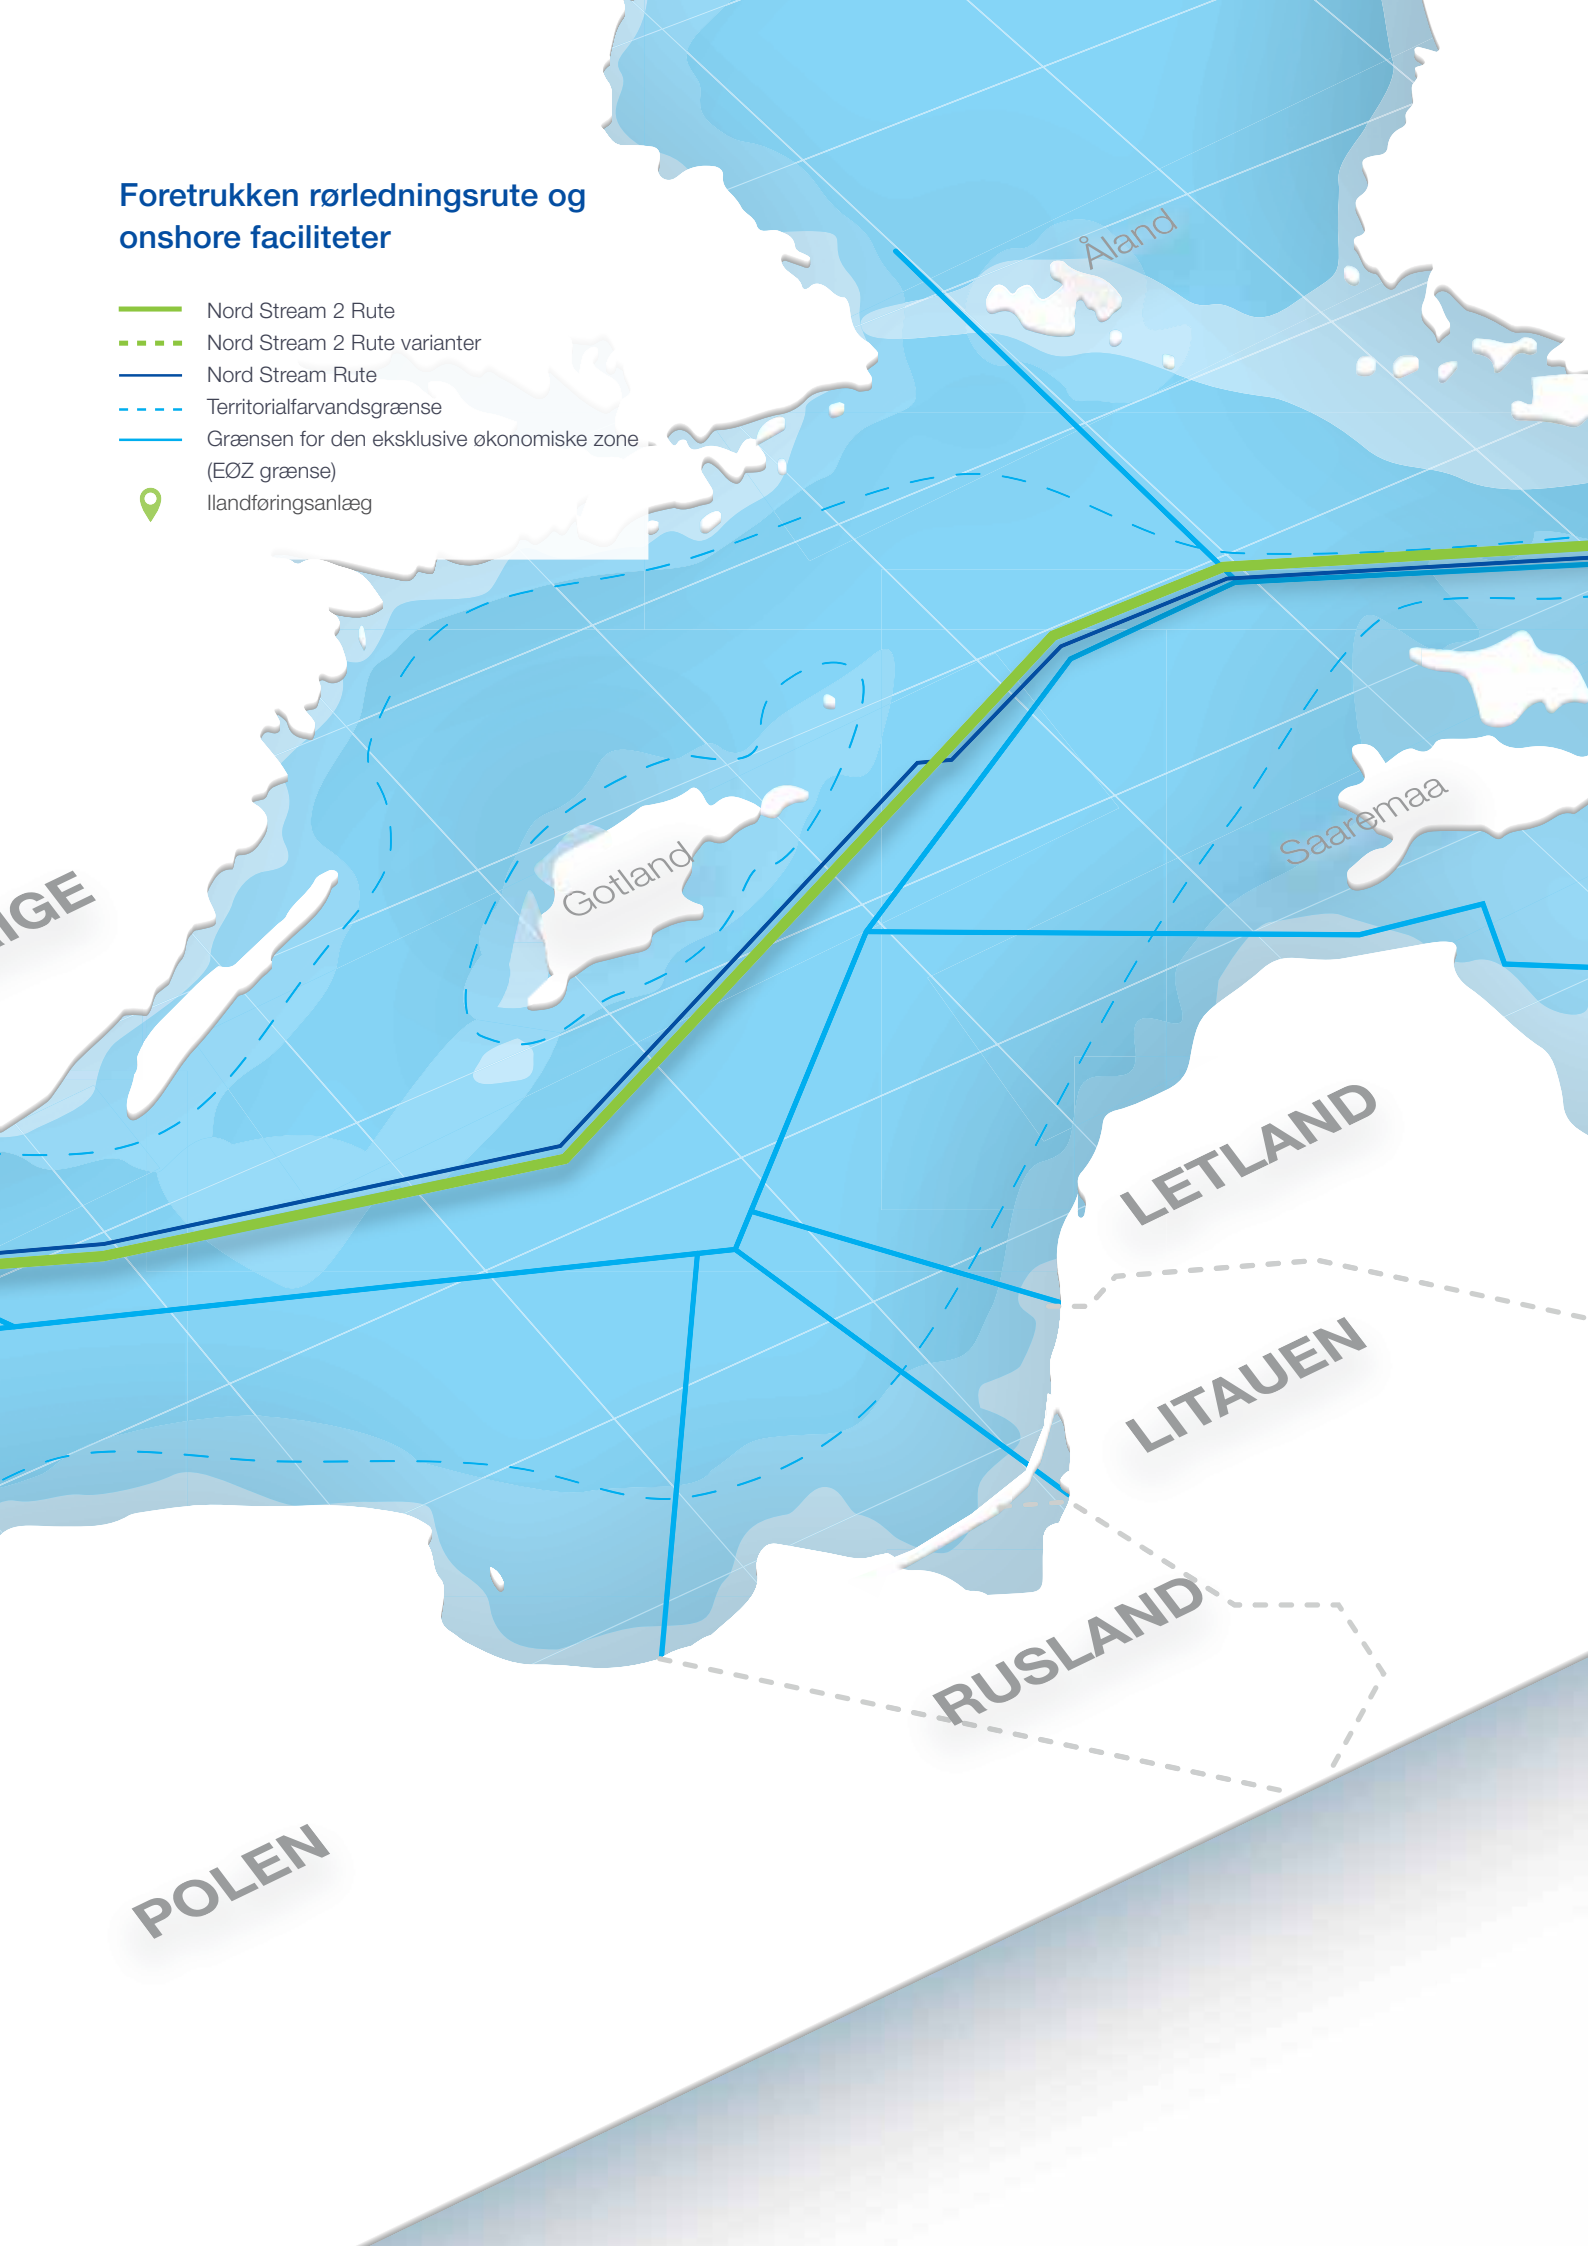 Foretrukken rørledningsrute og
onshore faciliteter
Nord Stream 2 Rute
Nord Stream 2 Rute varianter
Nord Stream Rute
Territorialfarvandsgrænse
Grænsen for den eksklusive økonomiske zone
(EØZ grænse)
Ilandføringsanlæg
Åland
Saaremaa
Gotland
IGE
LETLAND
LITAUEN
RUSLAND
POLEN